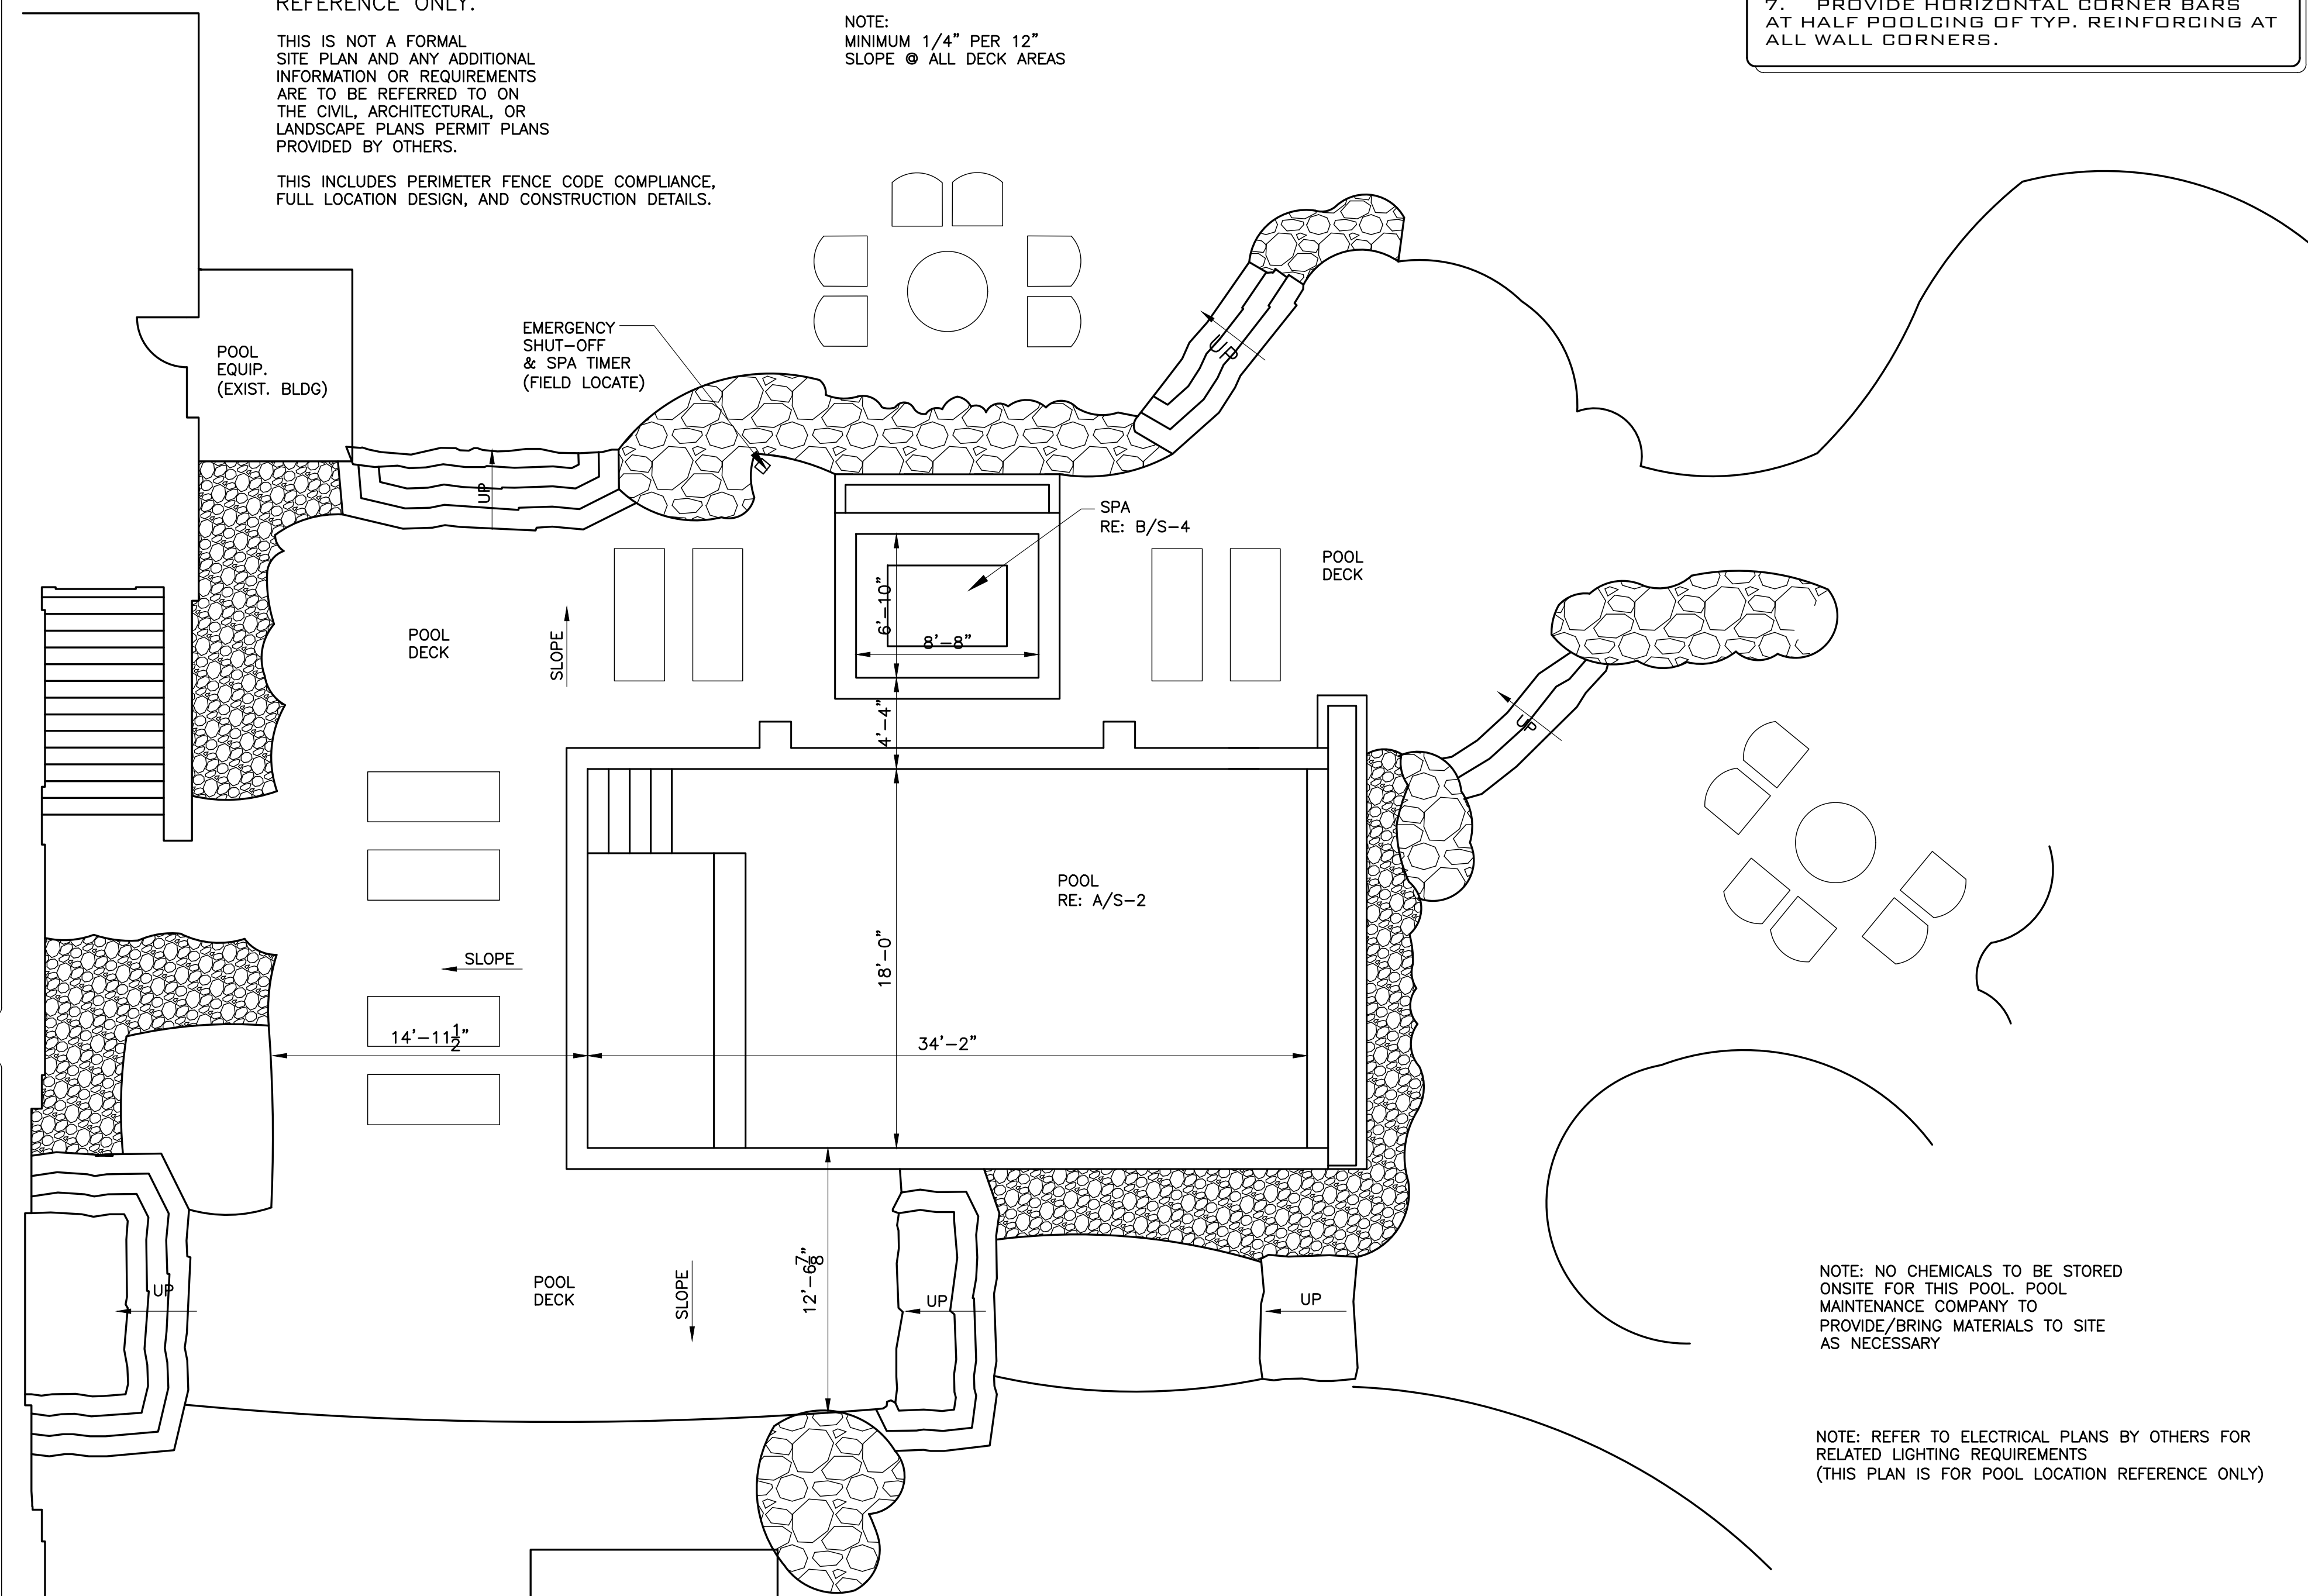 REFERENCE ONLY.
THIS IS NOT A FORMAL
SITE PLAN AND ANY ADDITIONAL
INFORMATION OR REQUIREMENTS
ARE TO BE REFERRED TO ON
THE CIVIL, ARCHITECTURAL, OR
LANDSCAPE PLANS PERMIT PLANS
PROVIDED BY OTHERS.
THIS INCLUDES PERIMETER FENCE CODE COMPLIANCE,
FULL LOCATION DESIGN, AND CONSTRUCTION DETAILS.
NOTE:
MINIMUM 1/4" PER 12"
SLOPE @ ALL DECK AREAS
7. PROVIDE HORIZONTAL CORNER BARS
AT HALF POOLCING OF TYP. REINFORCING AT
ALL WALL CORNERS.
POOL
EQUIP.
(EXIST. BLDG)
EMERGENCY
SHUT-OFF
& SPA TIMER
(FIELD LOCATE)
UP
UP
SPA
RE: B/S-4
POOL
DECK
POOL
DECK
SLOPE
6'-10"
8'-8"
4'-4"
UP
POOL
RE: A/S-2
18'-0"
SLOPE
14'-11 1/2"
34'-2"
12'-6 7/8"
POOL
DECK
SLOPE
UP
UP
UP
NOTE: NO CHEMICALS TO BE STORED
ONSITE FOR THIS POOL. POOL
MAINTENANCE COMPANY TO
PROVIDE/BRING MATERIALS TO SITE
AS NECESSARY
NOTE: REFER TO ELECTRICAL PLANS BY OTHERS FOR
RELATED LIGHTING REQUIREMENTS
(THIS PLAN IS FOR POOL LOCATION REFERENCE ONLY)